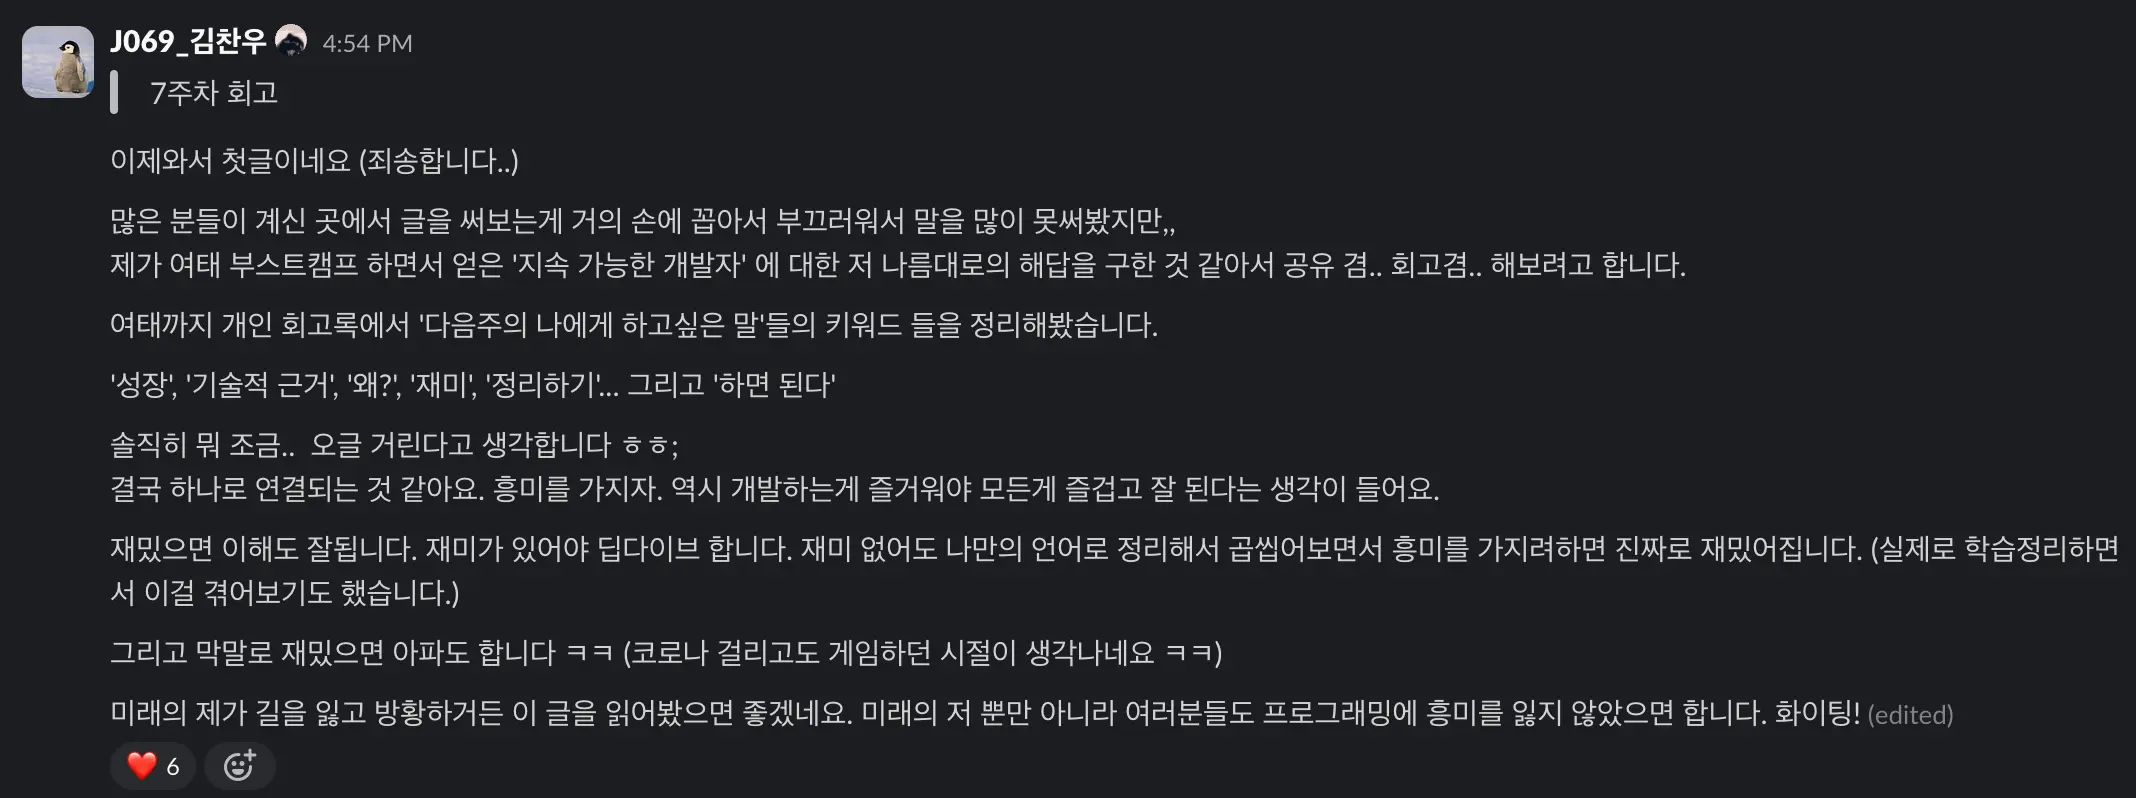 J069_김찬우 4:54 PM
7주차 회고
이제와서 첫글이네요 (죄송합니다..)
많은 분들이 계신 곳에서 글을 써보는게 거의 손에 꼽아서 부끄러워서 말을 많이 못써봤지만,,
제가 여태 부스트캠프 하면서 얻은 '지속 가능한 개발자' 에 대한 저 나름대로의 해답을 구한 것 같아서 공유 겸.. 회고겸.. 해보려고 합니다.
여태까지 개인 회고록에서 '다음주의 나에게 하고싶은 말'들의 키워드 들을 정리해봤습니다.
'성장', '기술적 근거', '왜?', '재미', '정리하기'... 그리고 '하면 된다'
솔직히 뭐 조금..  오글 거린다고 생각합니다 ㅎㅎ;
결국 하나로 연결되는 것 같아요. 흥미를 가지자. 역시 개발하는게 즐거워야 모든게 즐겁고 잘 된다는 생각이 들어요.
재밌으면 이해도 잘됩니다. 재미가 있어야 딥다이브 합니다. 재미 없어도 나만의 언어로 정리해서 곱씹어보면서 흥미를 가지려하면 진짜로 재밌어집니다. (실제로 학습정리하면
서 이걸 겪어보기도 했습니다.)
그리고 막말로 재밌으면 아파도 합니다 ㅋㅋ (코로나 걸리고도 게임하던 시절이 생각나네요 ㅋㅋ)
미래의 제가 길을 잃고 방황하거든 이 글을 읽어봤으면 좋겠네요. 미래의 저 뿐만 아니라 여러분들도 프로그래밍에 흥미를 잃지 않았으면 합니다. 화이팅! (edited)
6